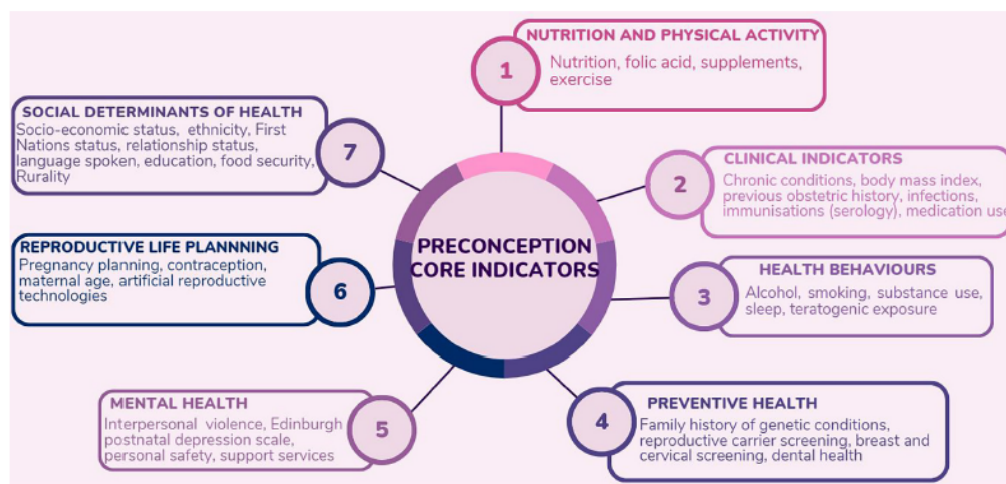 PRECONCEPTION
CORE INDICATORS
1
NUTRITION AND PHYSICAL ACTIVITY
Nutrition, folic acid, supplements,
exercise
2
CLINICAL INDICATORS
Chronic conditions, body mass index,
previous obstetric history, infections,
immunisations (serology), medication use
3
HEALTH BEHAVIOURS
Alcohol, smoking, substance use,
sleep, teratogenic exposure
4
PREVENTIVE HEALTH
Family history of genetic conditions,
reproductive carrier screening, breast and
cervical screening, dental health
5
MENTAL HEALTH
Interpersonal violence, Edinburgh
postnatal depression scale,
personal safety, support services
6
REPRODUCTIVE LIFE PLANNNING
Pregnancy planning, contraception,
maternal age, artificial reproductive
technologies
7
SOCIAL DETERMINANTS OF HEALTH
Socio-economic status, ethnicity, First
Nations status, relationship status,
language spoken, education, food security,
Rurality